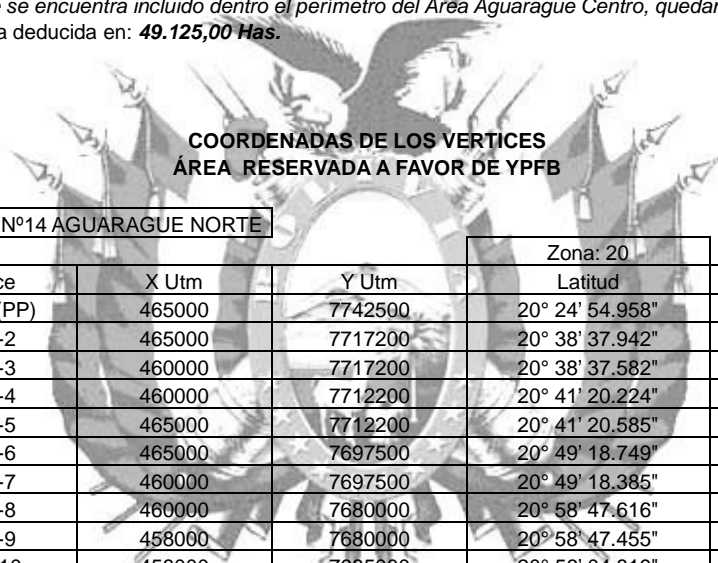 se encuentra incluido dentro el perímetro del Área Aguarague Centro,
deducida en: 49.125,00 Has.
COORDENADAS DE LOS VERTICES
ÁREA RESERVADA A FAVOR DE YPFB
Nº14 AGUARAGUE NORTE
Zona: 20
X Utm Y Utm Latitud
(PP) 465000 7742500 20° 24' 54.958"
-2 465000 7717200 20° 38' 37.942"
-3 460000 7717200 20° 38' 37.582"
-4 460000 7712200 20° 41' 20.224"
-5 465000 7712200 20° 41' 20.585"
-6 465000 7697500 20° 49' 18.749"
-7 460000 7697500 20° 49' 18.385"
-8 460000 7680000 20° 58' 47.616"
-9 458000 7680000 20° 58' 47.455"